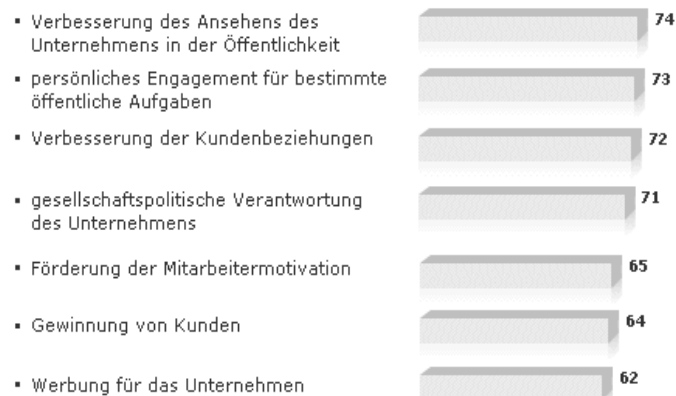 ▪ Verbesserung des Ansehens des
Unternehmens in der Öffentlichkeit
74
▪ persönliches Engagement für bestimmte
öffentliche Aufgaben
73
▪ Verbesserung der Kundenbeziehungen
72
▪ gesellschaftspolitische Verantwortung
des Unternehmens
71
▪ Förderung der Mitarbeitermotivation
65
▪ Gewinnung von Kunden
64
▪ Werbung für das Unternehmen
62